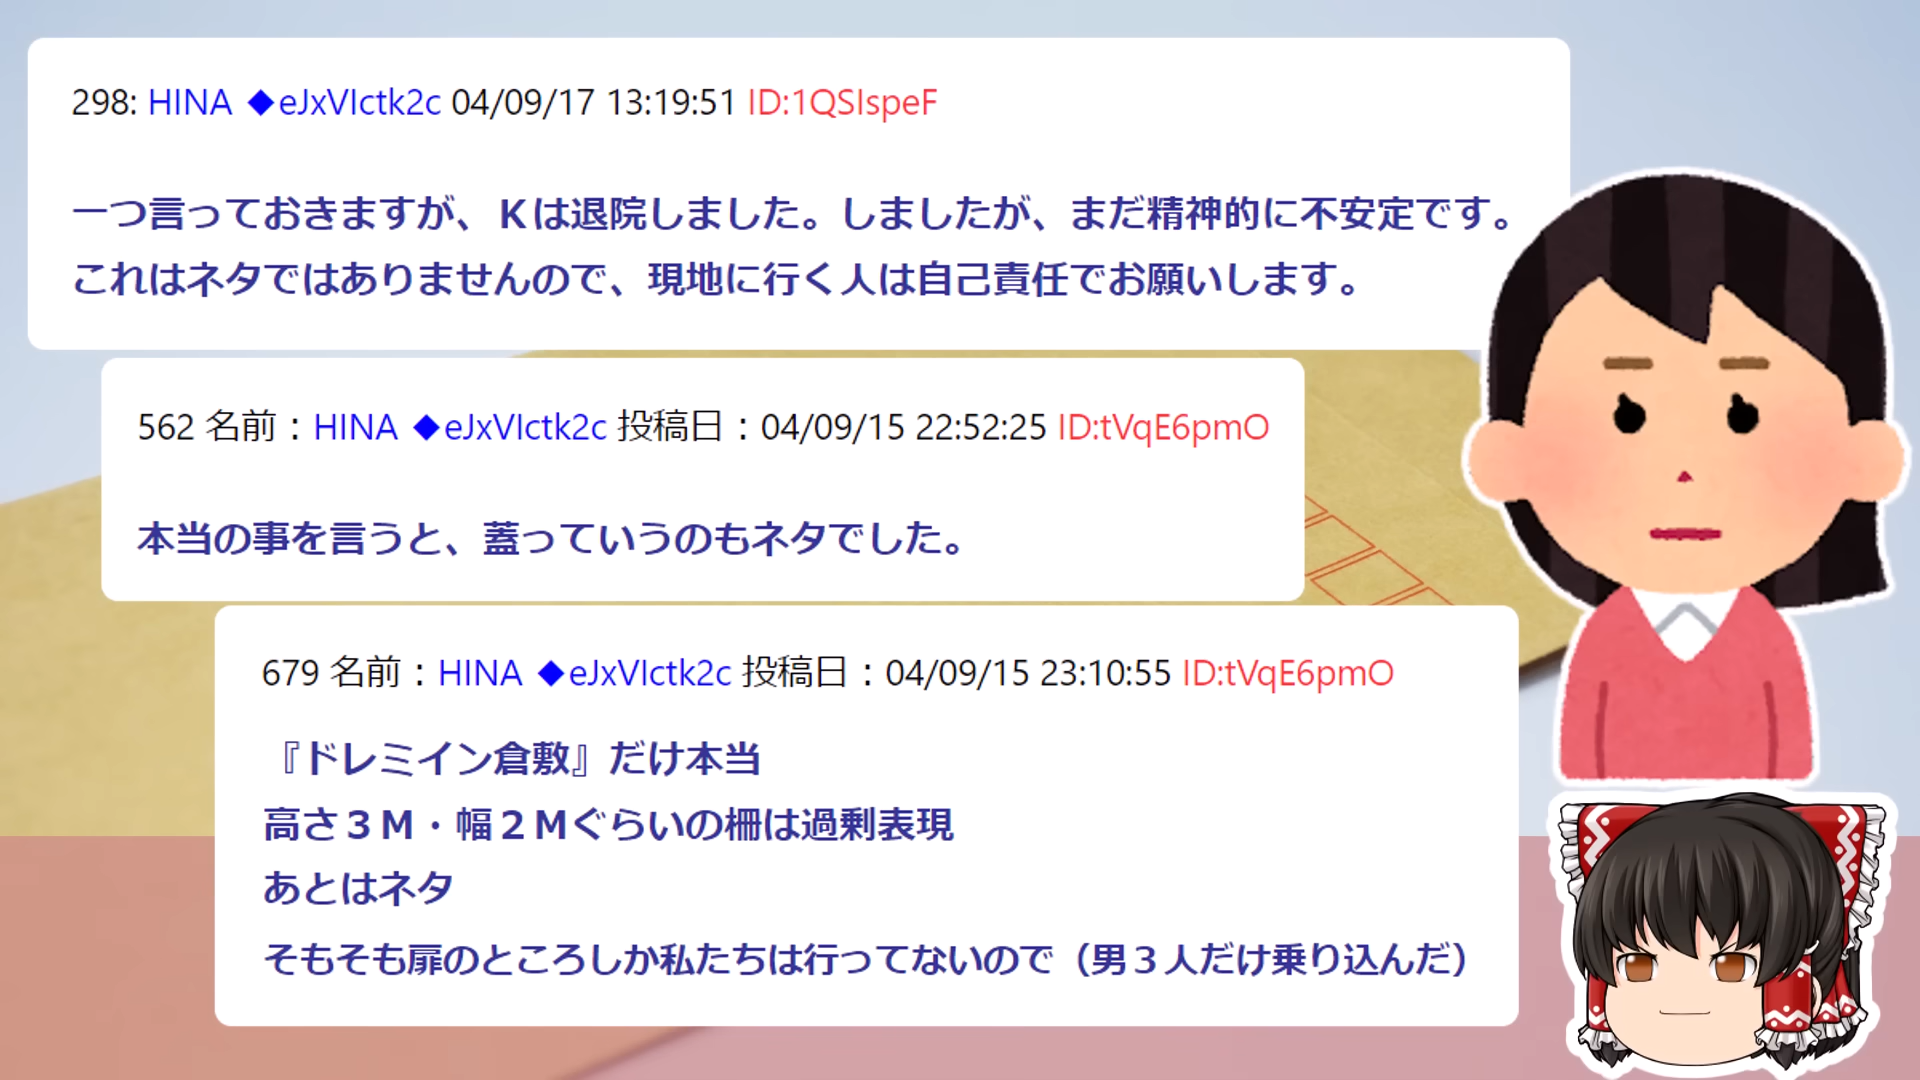 298: HINA ◆eJxVIctk2c 04/09/17 13:19:51 ID:1QSIspeF
一つ言っておきますが、Kは退院しました。しましたが、まだ精神的に不安定です。
これはネタではありませんので、現地に行く人は自己責任でお願いします。
562 名前：HINA ◆eJxVIctk2c 投稿日：04/09/15 22:52:25 ID:tVqE6pmO
本当の事を言うと、蓋っていうのもネタでした。
679 名前：HINA ◆eJxVIctk2c 投稿日：04/09/15 23:10:55 ID:tVqE6pmO
『ドレミイン倉敷』だけ本当
高さ３Ｍ・幅２Ｍぐらいの柵は過剰表現
あとはネタ
そもそも扉のところしか私たちは行ってないので（男３人だけ乗り込んだ）